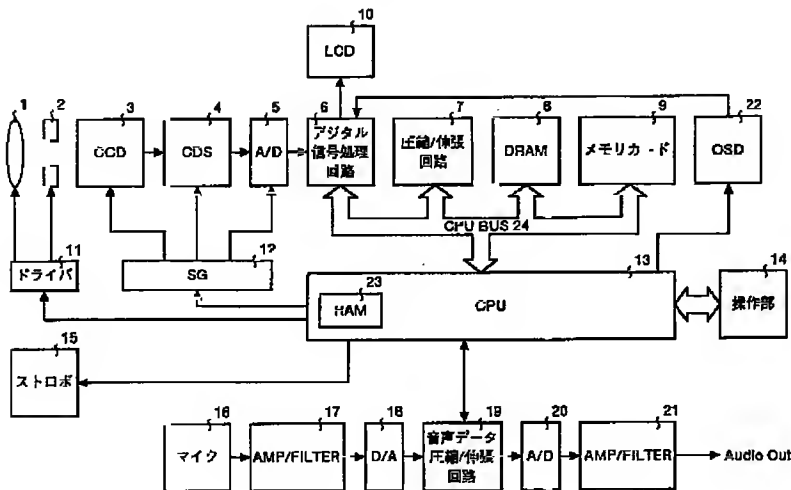 10
LCD
1
2
3
4
5
6
7
8
9
22
CCD
CDS
A/D
アジタル
信号処理
回路
圧縮/伸張
回路
DRAM
メモリカード
OSD
CPU BUS 24
11
12
13
14
ドライバ
SG
23
RAM
CPU
操作部
15
ストロボ
16
17
18
19
20
21
マイク
AMP/FILTER
D/A
音声データ
圧縮/伸張
回路
A/D
AMP/FILTER
Audio Out